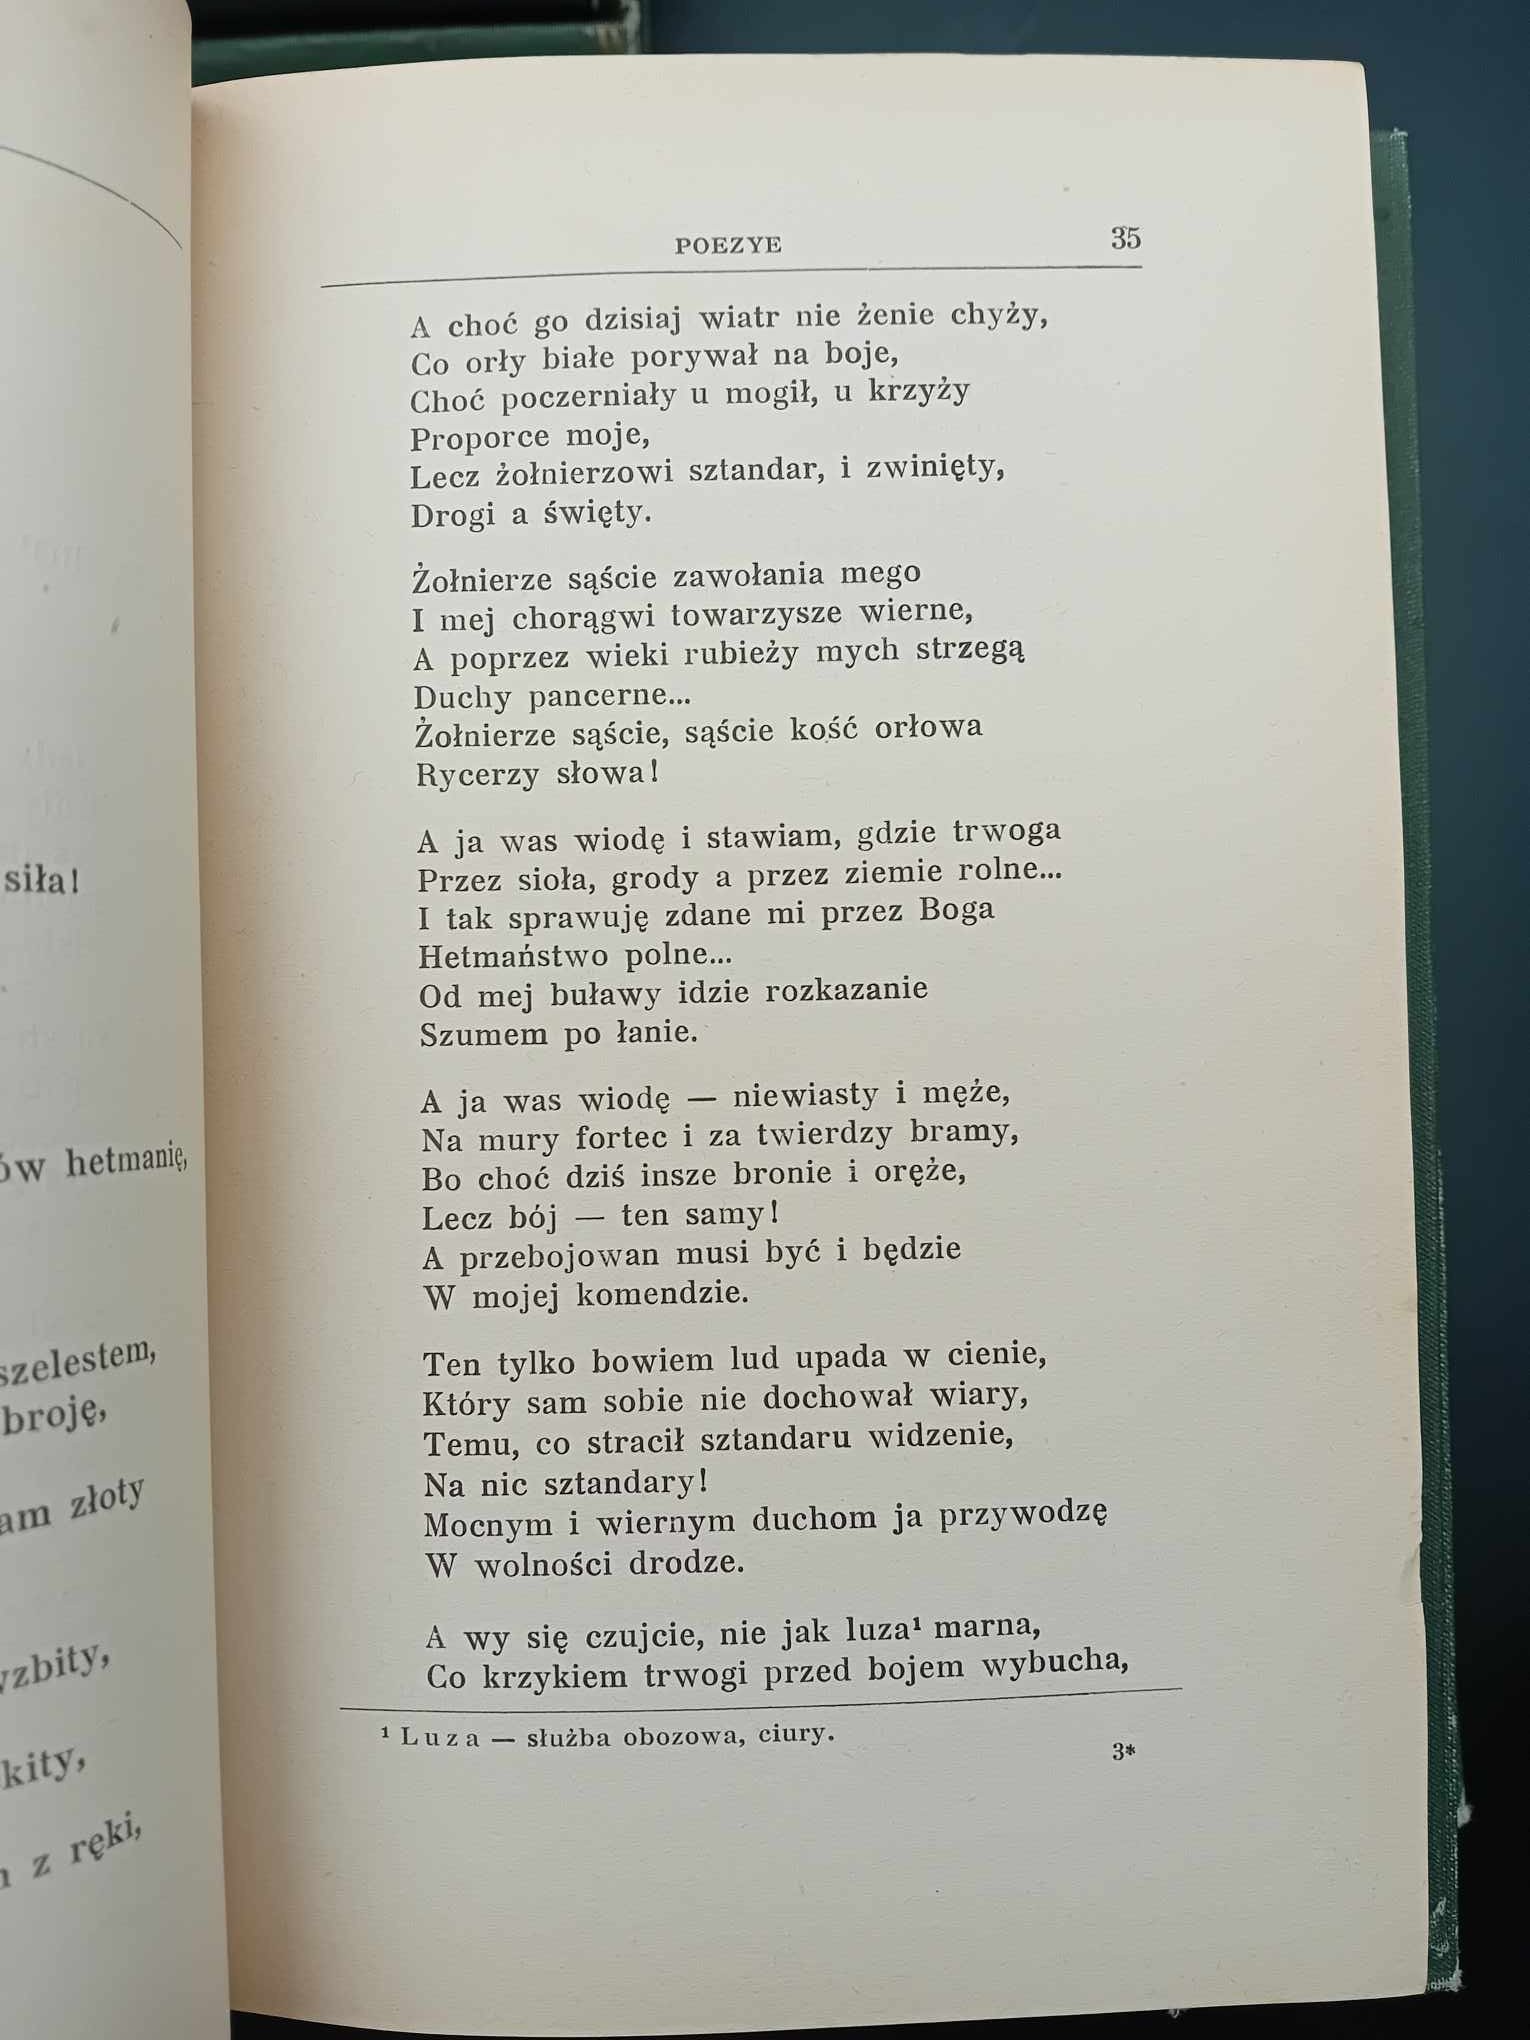 siła!
hetmanię,
szelestem,
broję,
złoty
kity,
z ręki,
POEZYE 35
A choć go dzisiaj wiatr nie żenie chyży,
Co orły białe porywał na boje,
Choć poczerniały u mogił, u krzyży
Proporce moje,
Lecz żołnierzowi sztandar, i zwinięty,
Drogi a święty.
Żołnierze sąście zawołania mego
I mej chorągwi towarzysze wierne,
A poprzez wieki rubieży mych strzegą
Duchy pancerne...
Żołnierze sąście, sąście kość orłowa
Rycerzy słowa!
A ja was wiodę i stawiam, gdzie trwoga
Przez sioła, grody a przez ziemie rolne...
I tak sprawuję zdane mi przez Boga
Hetmaństwo polne...
Od mej buławy idzie rozkazanie
Szumem po łanie.
A ja was wiodę — niewiasty i męże,
Na mury fortec i za twierdzy bramy,
Bo choć dziś insze bronie i oręże,
Lecz bój — ten samy!
A przebojowan musi być i będzie
W mojej komendzie.
Ten tylko bowiem lud upada w cienie,
Który sam sobie nie dochował wiary,
Temu, co stracił sztandaru widzenie,
Na nic sztandary!
Mocnym i wiernym duchom ja przywodzę
W wolności drodze.
A wy się czujcie, nie jak luza¹ marna,
Co krzykiem trwogi przed bojem wybucha,
¹ Luza — służba obozowa, ciury.
3*